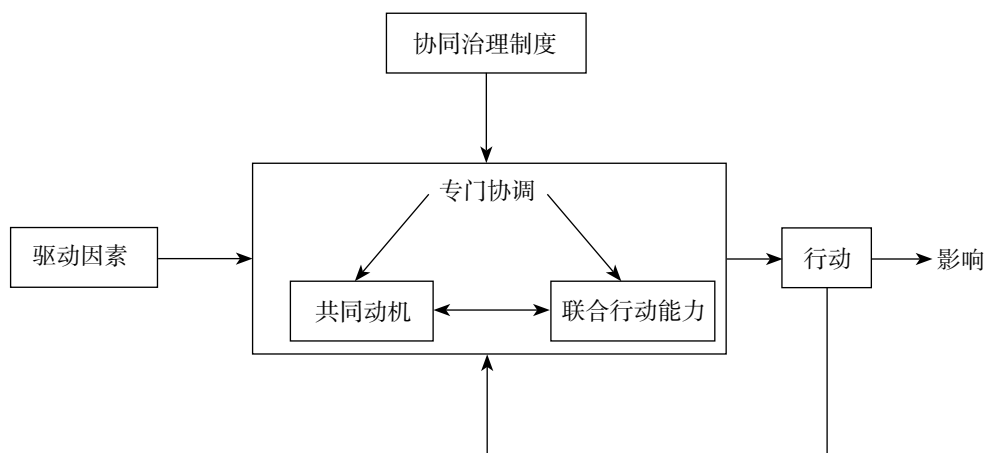 协同治理制度
专门协调
驱动因素
共同动机
联合行动能力
行动
影响